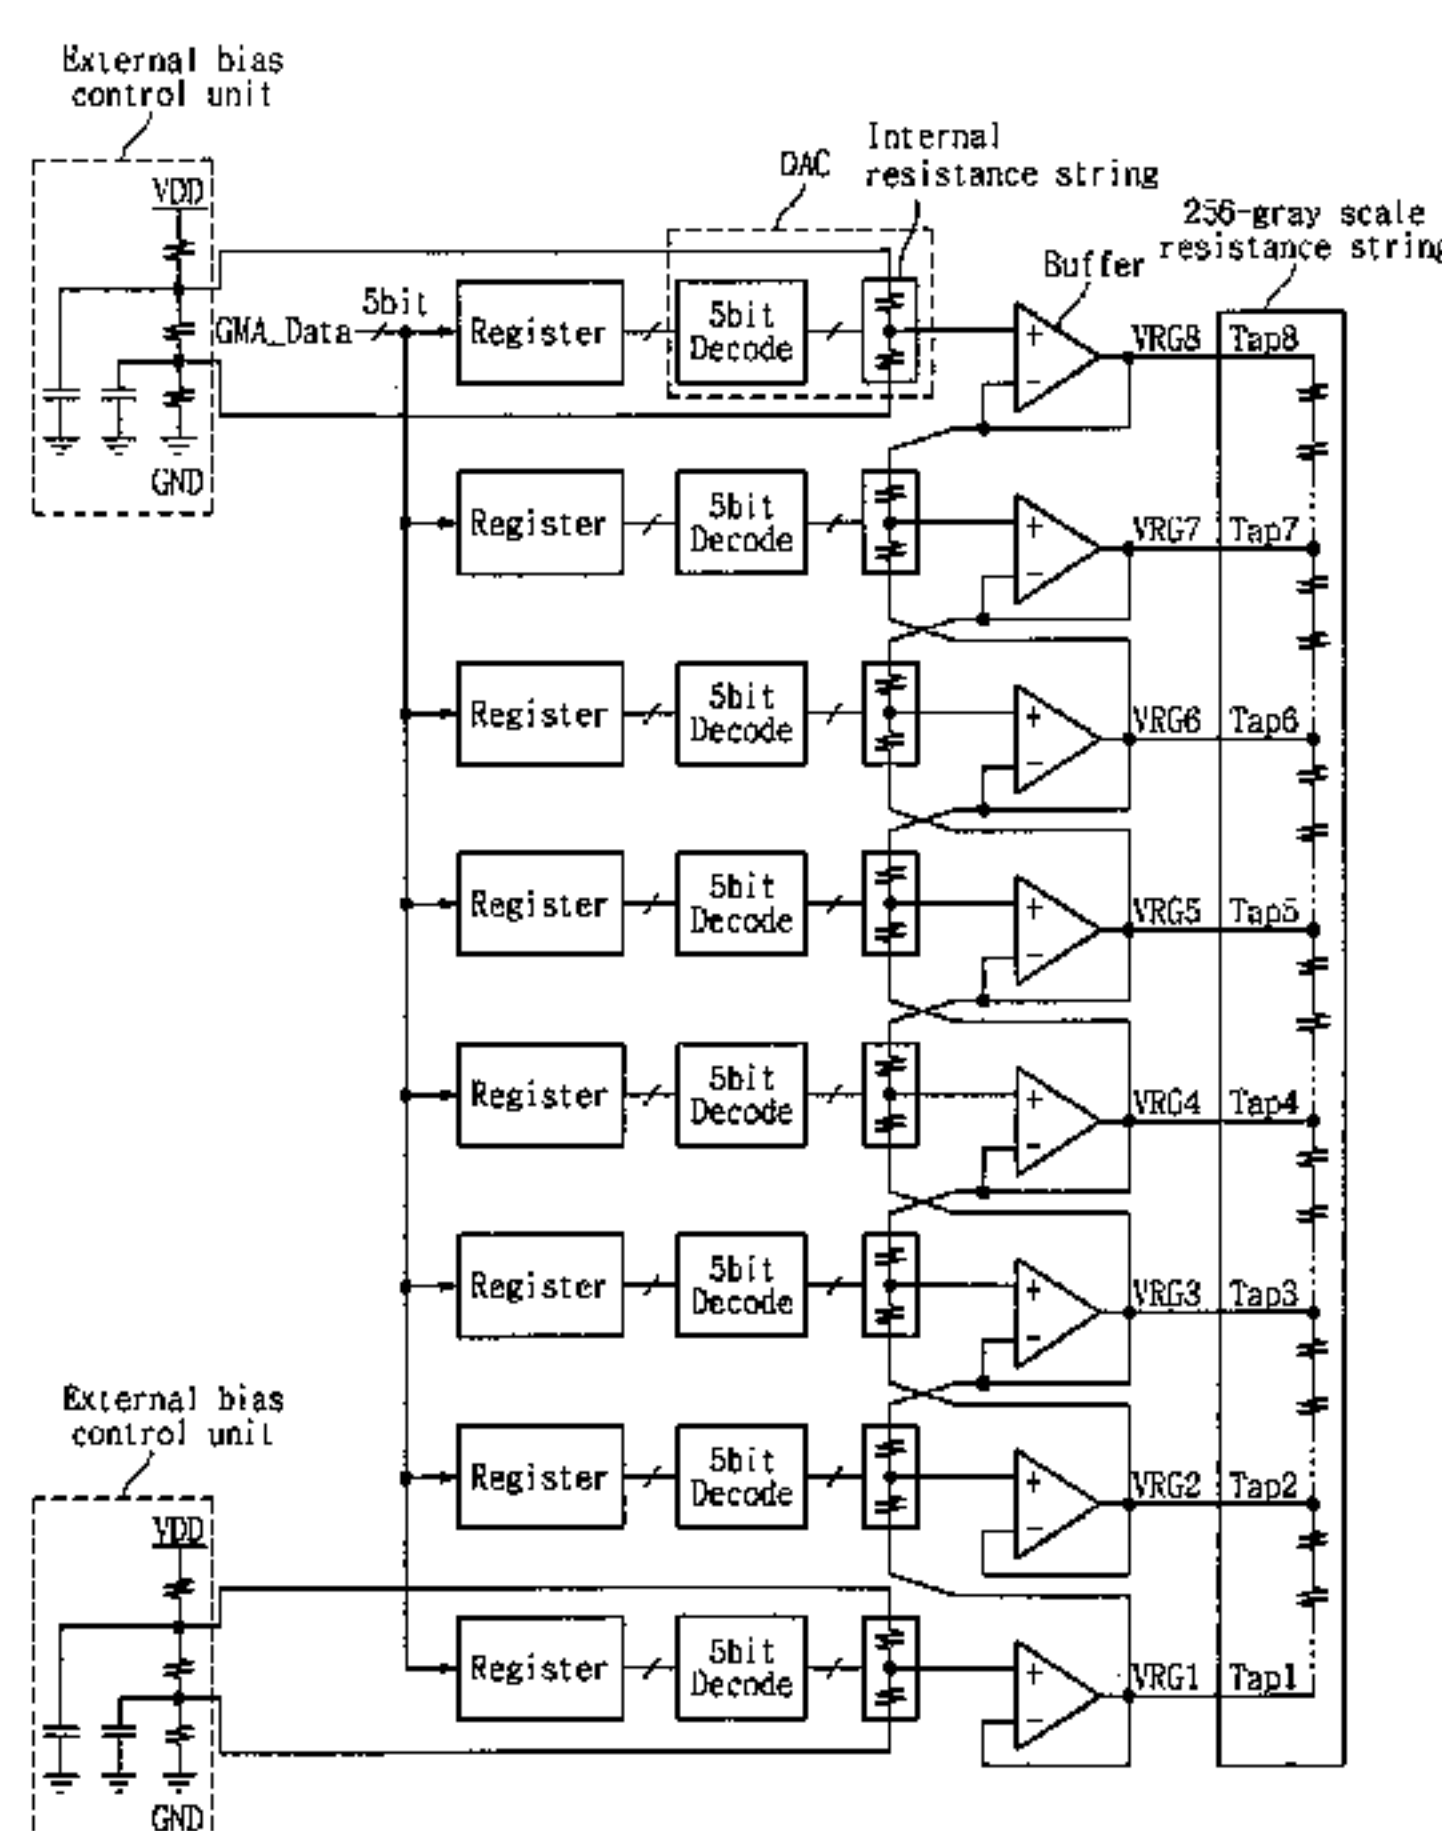 External bias
control unit
VDD
GND
DAC
Internal
resistance string
256-gray scale
resistance string
Buffer
5bit
GMA_Data
Register
5bit
Decode
+
-
VRG8
Tap8
Register
5bit
Decode
+
-
VRG7
Tap7
Register
5bit
Decode
+
-
VRG6
Tap6
Register
5bit
Decode
+
-
VRG5
Tap5
Register
5bit
Decode
+
-
VRG4
Tap4
Register
5bit
Decode
+
-
VRG3
Tap3
External bias
control unit
VDD
GND
Register
5bit
Decode
+
-
VRG2
Tap2
Register
5bit
Decode
+
-
VRG1
Tap1